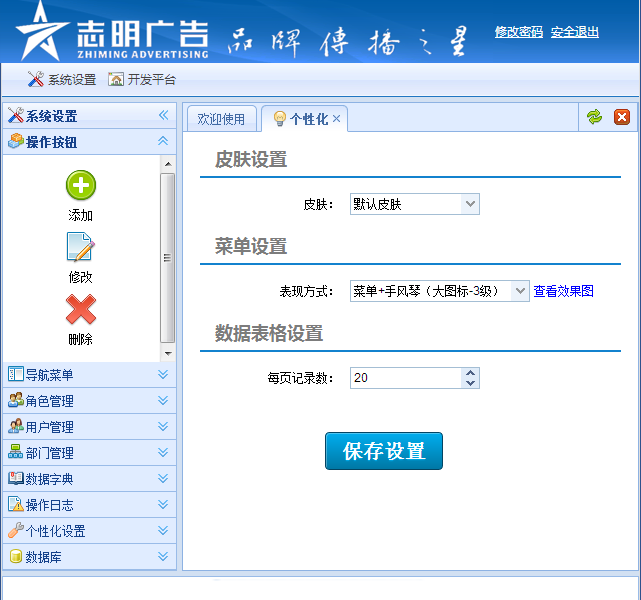 志明广告
ZHIMING ADVERTISING
品牌傳播之星
修改密码 安全退出
系统设置 开发平台
系统设置
操作按钮
添加
修改
删除
导航菜单
角色管理
用户管理
部门管理
数据字典
操作日志
个性化设置
数据库
欢迎使用 个性化
皮肤设置
皮肤： 默认皮肤
菜单设置
表现方式： 菜单+手风琴（大图标-3级） 查看效果图
数据表格设置
每页记录数： 20
保存设置